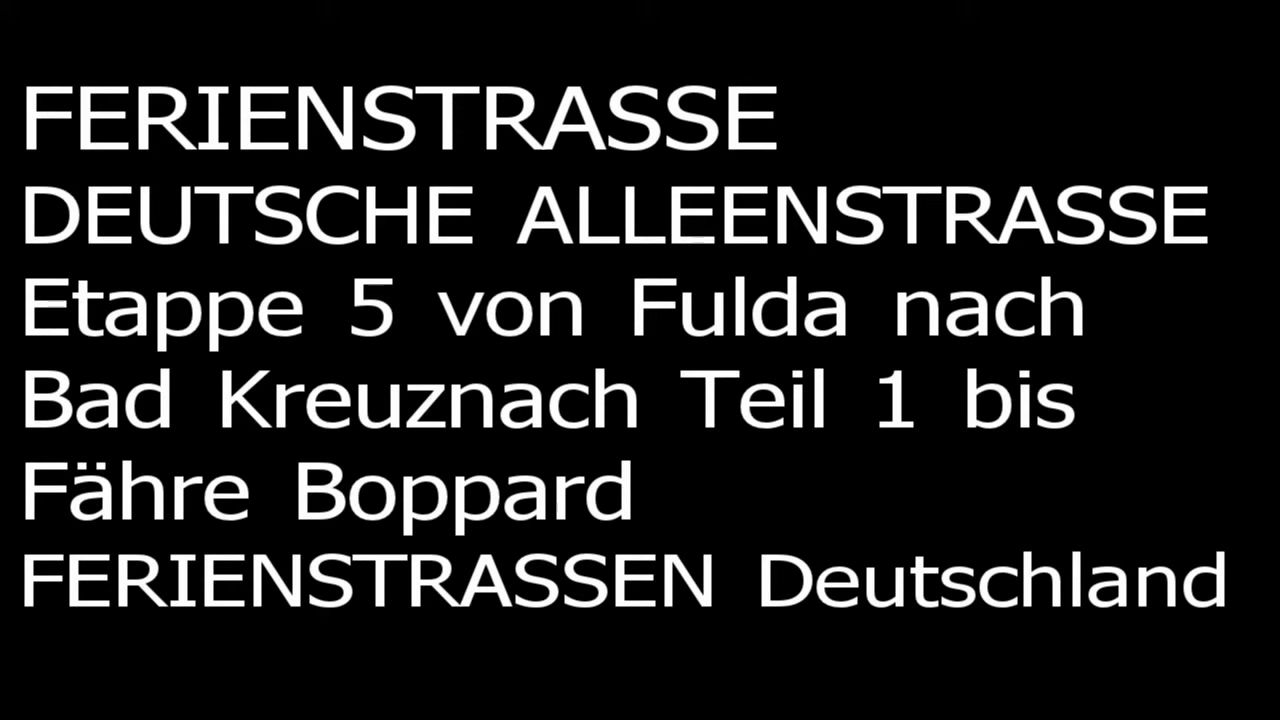 FERIENSTRASSE
DEUTSCHE ALLEENSTRASSE
Etappe 5 von Fulda nach
Bad Kreuznach Teil 1 bis
Fähre Boppard
FERIENSTRASSEN Deutschland